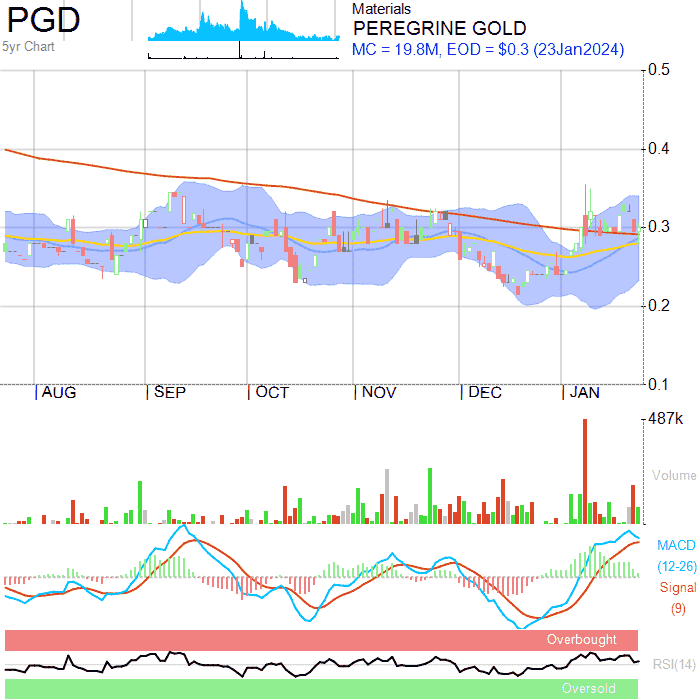 PGD
5yr Chart
Materials
PEREGRINE GOLD
MC = 19.8M, EOD = $0.3 (23Jan2024)
0.5
0.4
0.3
0.2
0.1
AUG SEP OCT NOV DEC JAN
487k
Volume
MACD
(12-26)
Signal
(9)
Overbought
RSI(14)
Oversold